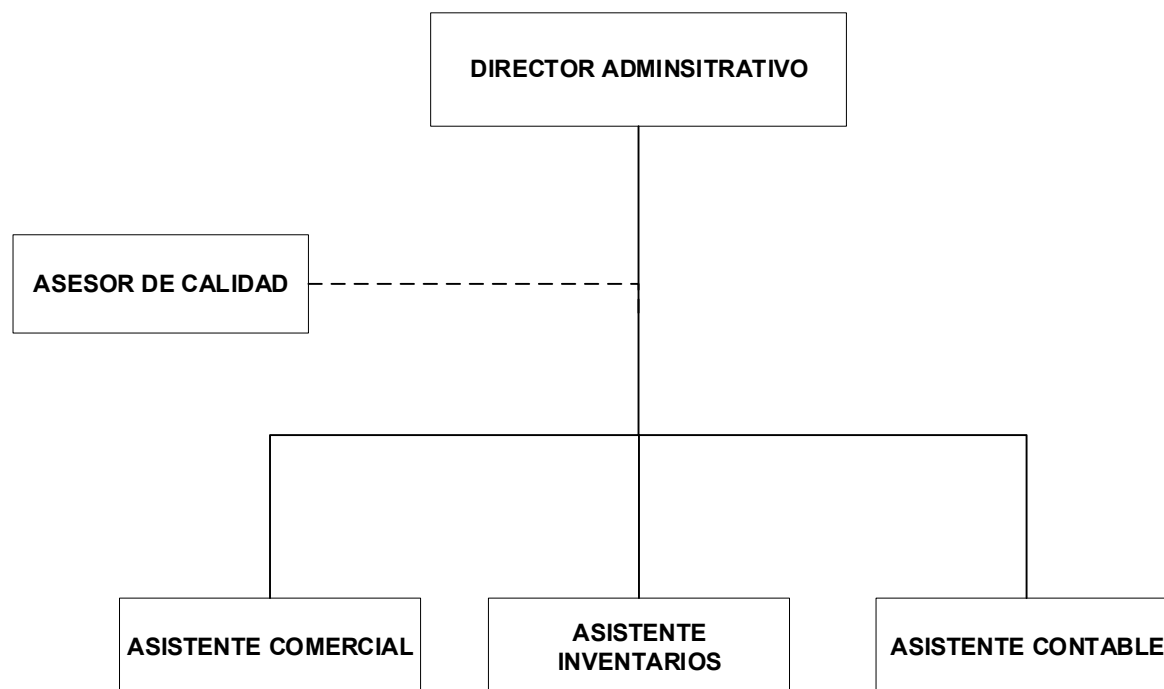 DIRECTOR ADMINSITRATIVO
ASESOR DE CALIDAD
ASISTENTE COMERCIAL
ASISTENTE
INVENTARIOS
ASISTENTE CONTABLE